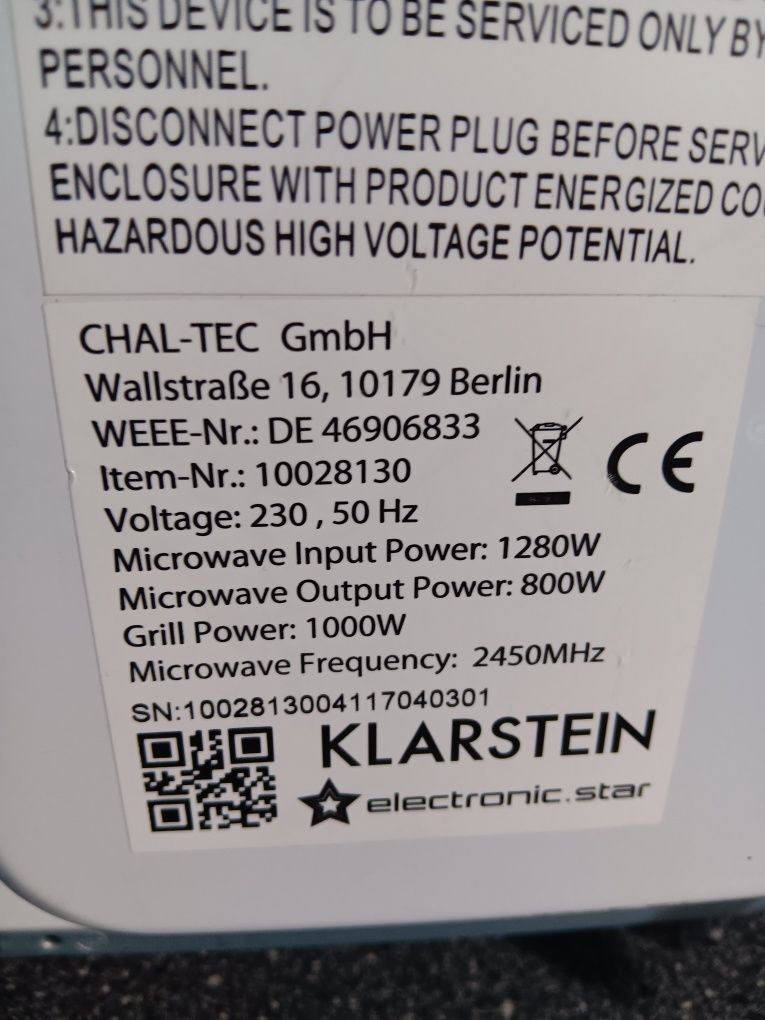 3:THIS DEVICE IS TO BE SERVICED ONLY BY
PERSONNEL.
4:DISCONNECT POWER PLUG BEFORE
ENCLOSURE WITH PRODUCT ENERGIZED
HAZARDOUS HIGH VOLTAGE POTENTIAL.
CHAL-TEC GmbH
Wallstraße 16, 10179 Berlin
WEEE-Nr.: DE 46906833
Item-Nr.: 10028130
CE
Voltage: 230 , 50 Hz
Microwave Input Power: 1280W
Microwave Output Power: 800W
Grill Power: 1000W
Microwave Frequency: 2450MHz
SN:1002813004117040301
KLARSTEIN
electronic.star